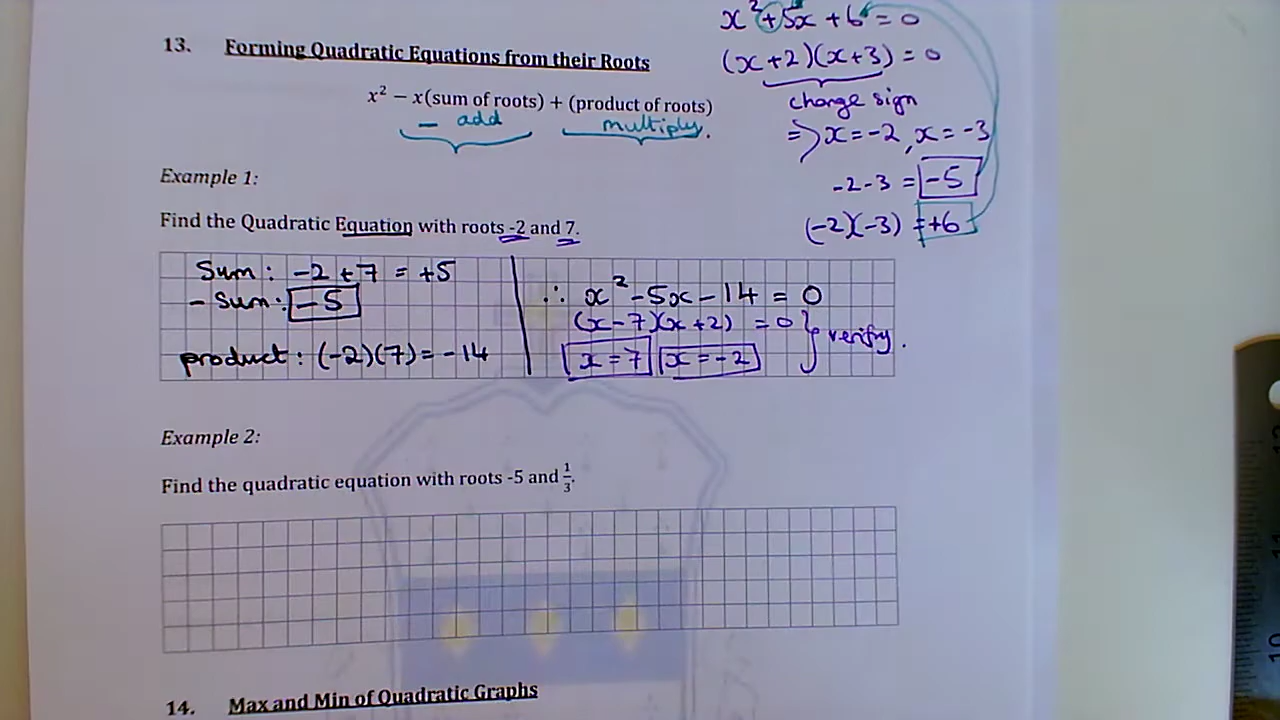 x² + 5x + 6 = 0
(x + 2)(x + 3) = 0
change sign
⇒ x = -2, x = -3
-2 - 3 = -5
(-2)(-3) = +6
13. Forming Quadratic Equations from their Roots
x² − x(sum of roots) + (product of roots)
− add multiply.
Example 1:
Find the Quadratic Equation with roots -2 and 7.
Sum: -2 + 7 = +5
- Sum: -5
product: (-2)(7) = -14
∴ x² - 5x - 14 = 0
(x - 7)(x + 2) = 0
x = 7 x = -2
verify.
Example 2:
Find the quadratic equation with roots -5 and 1/3.
14. Max and Min of Quadratic Graphs